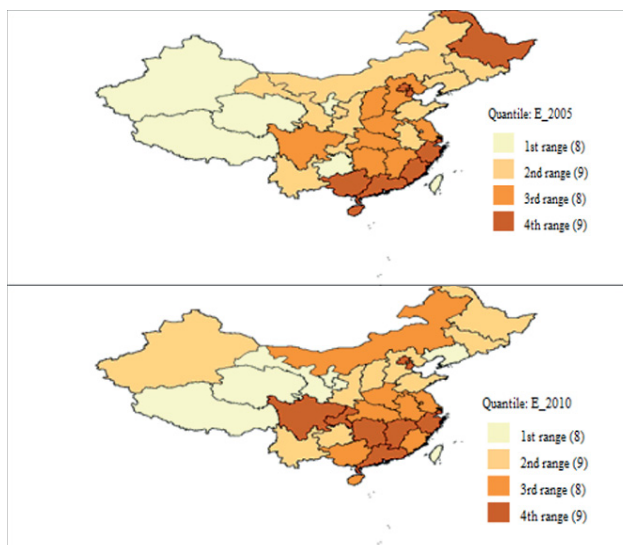 Quantile: E_2005
1st range (8)
2nd range (9)
3rd range (8)
4th range (9)
Quantile: E_2010
1st range (8)
2nd range (9)
3rd range (8)
4th range (9)